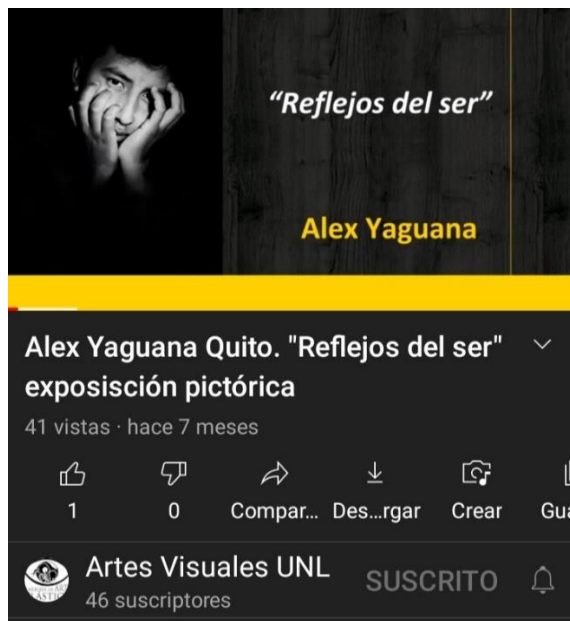 “Reflejos del ser”
Alex Yaguana
Alex Yaguana Quito. "Reflejos del ser"
exposisción pictórica
41 vistas · hace 7 meses
1 0 Compar... Des...rgar Crear Gua
Artes Visuales UNL SUSCRITO
46 suscriptores